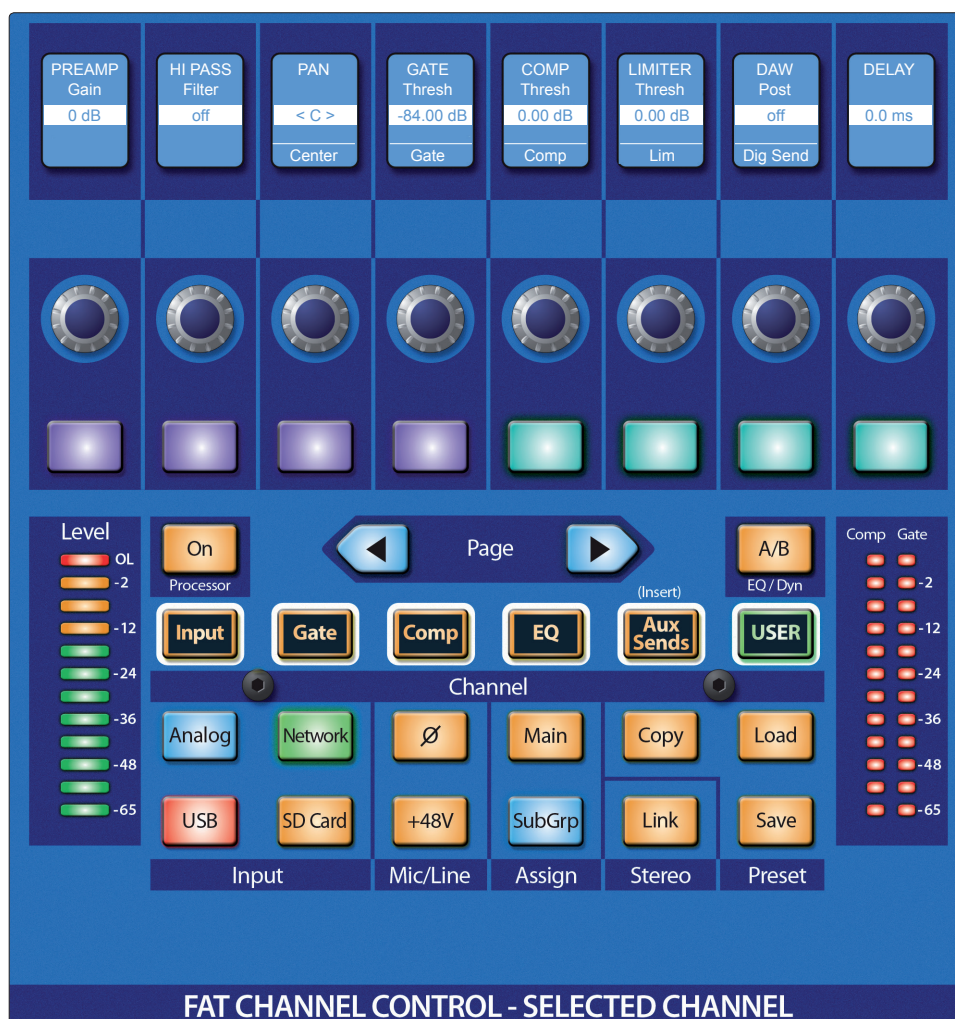 PREAMP
Gain
0 dB
HI PASS
Filter
off
PAN
< C >
Center
GATE
Thresh
-84.00 dB
Gate
COMP
Thresh
0.00 dB
Comp
LIMITER
Thresh
0.00 dB
Lim
DAW
Post
off
Dig Send
DELAY
0.0 ms
Level
OL
-2
-12
-24
-36
-48
-65
On
Processor
Page
A/B
EQ / Dyn
Comp Gate
-2
-12
-24
-36
-48
-65
(Insert)
Input
Gate
Comp
EQ
Aux
Sends
USER
Channel
Analog
Network
Ø
Main
Copy
Load
USB
SD Card
+48V
SubGrp
Link
Save
Input
Mic/Line
Assign
Stereo
Preset
FAT CHANNEL CONTROL - SELECTED CHANNEL